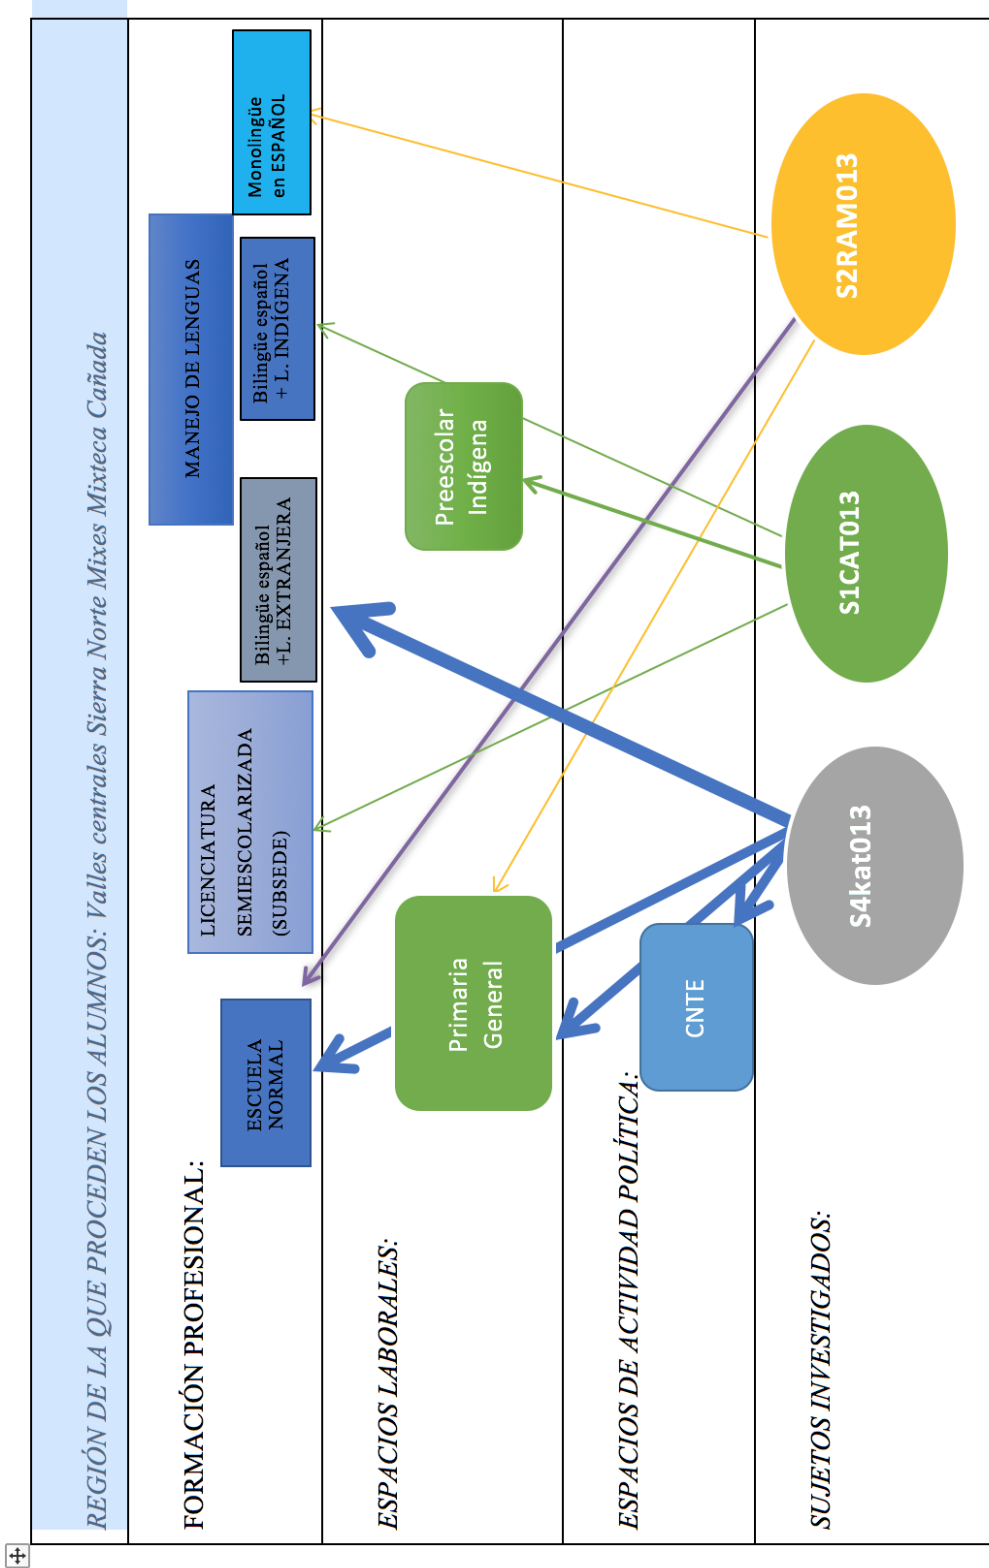 REGIÓN DE LA QUE PROCEDEN LOS ALUMNOS: Valles centrales Sierra Norte Mixes Mixteca Cañada
FORMACIÓN PROFESIONAL:
ESCUELA
NORMAL
LICENCIATURA
SEMIESCOLARIZADA
(SUBSEDE)
MANEJO DE LENGUAS
Bilingüe español
+L. EXTRANJERA
Bilingüe español
+ L. INDÍGENA
Monolingüe
en ESPAÑOL
ESPACIOS LABORALES:
Primaria
General
Preescolar
Indígena
ESPACIOS DE ACTIVIDAD POLÍTICA:
CNTE
SUJETOS INVESTIGADOS:
S4kat013
S1CAT013
S2RAM013